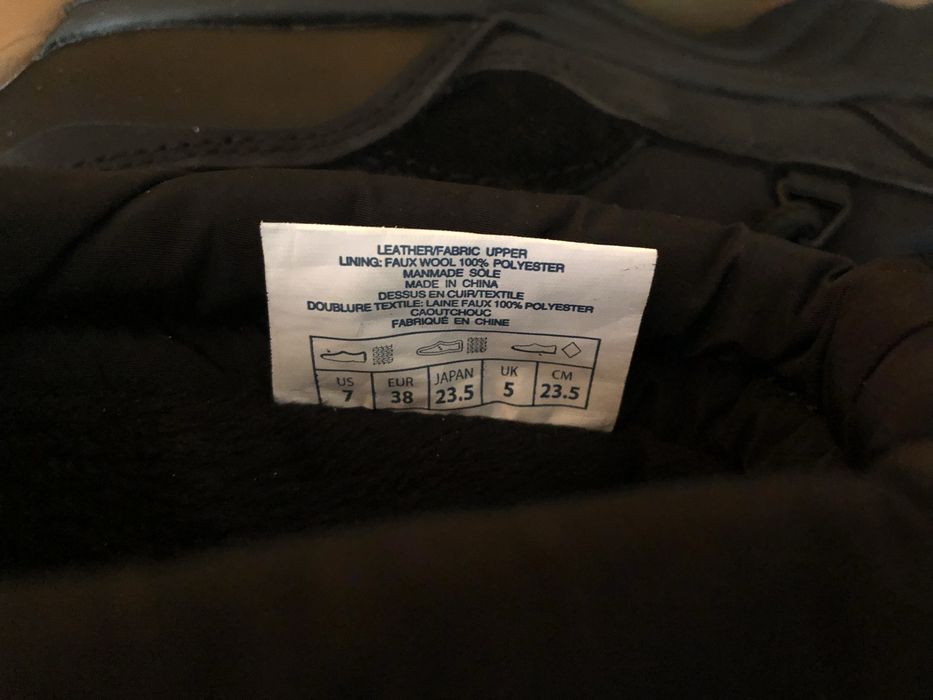 LEATHER/FABRIC UPPER
LINING: FAUX WOOL 100% POLYESTER
MANMADE SOLE
MADE IN CHINA
DESSUS EN CUIR/TEXTILE
DOUBLURE TEXTILE: LAINE FAUX 100% POLYESTER
CAOUTCHOUC
FABRIQUÉ EN CHINE
US EUR JAPAN UK CM
7 38 23.5 5 23.5